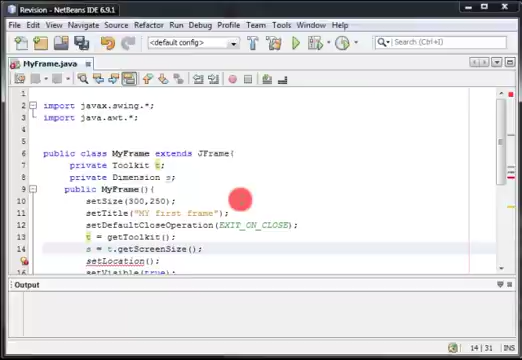 Revision - NetBeans IDE 6.9.1
File Edit View Navigate Source Refactor Run Debug Profile Team Tools Window Help
<default config>
Search (Ctrl+I)
MyFrame.java
1
2 import javax.swing.*;
3 import java.awt.*;
4
5
6 public class MyFrame extends JFrame{
7 private Toolkit t;
8 private Dimension s;
9 public MyFrame(){
10 setSize(300,250);
11 setTitle("MY first frame");
12 setDefaultCloseOperation(EXIT_ON_CLOSE);
13 t = getToolkit();
14 s = t.getScreenSize();
setLocation();
16 setVisible(true);
Output
14 | 31 INS